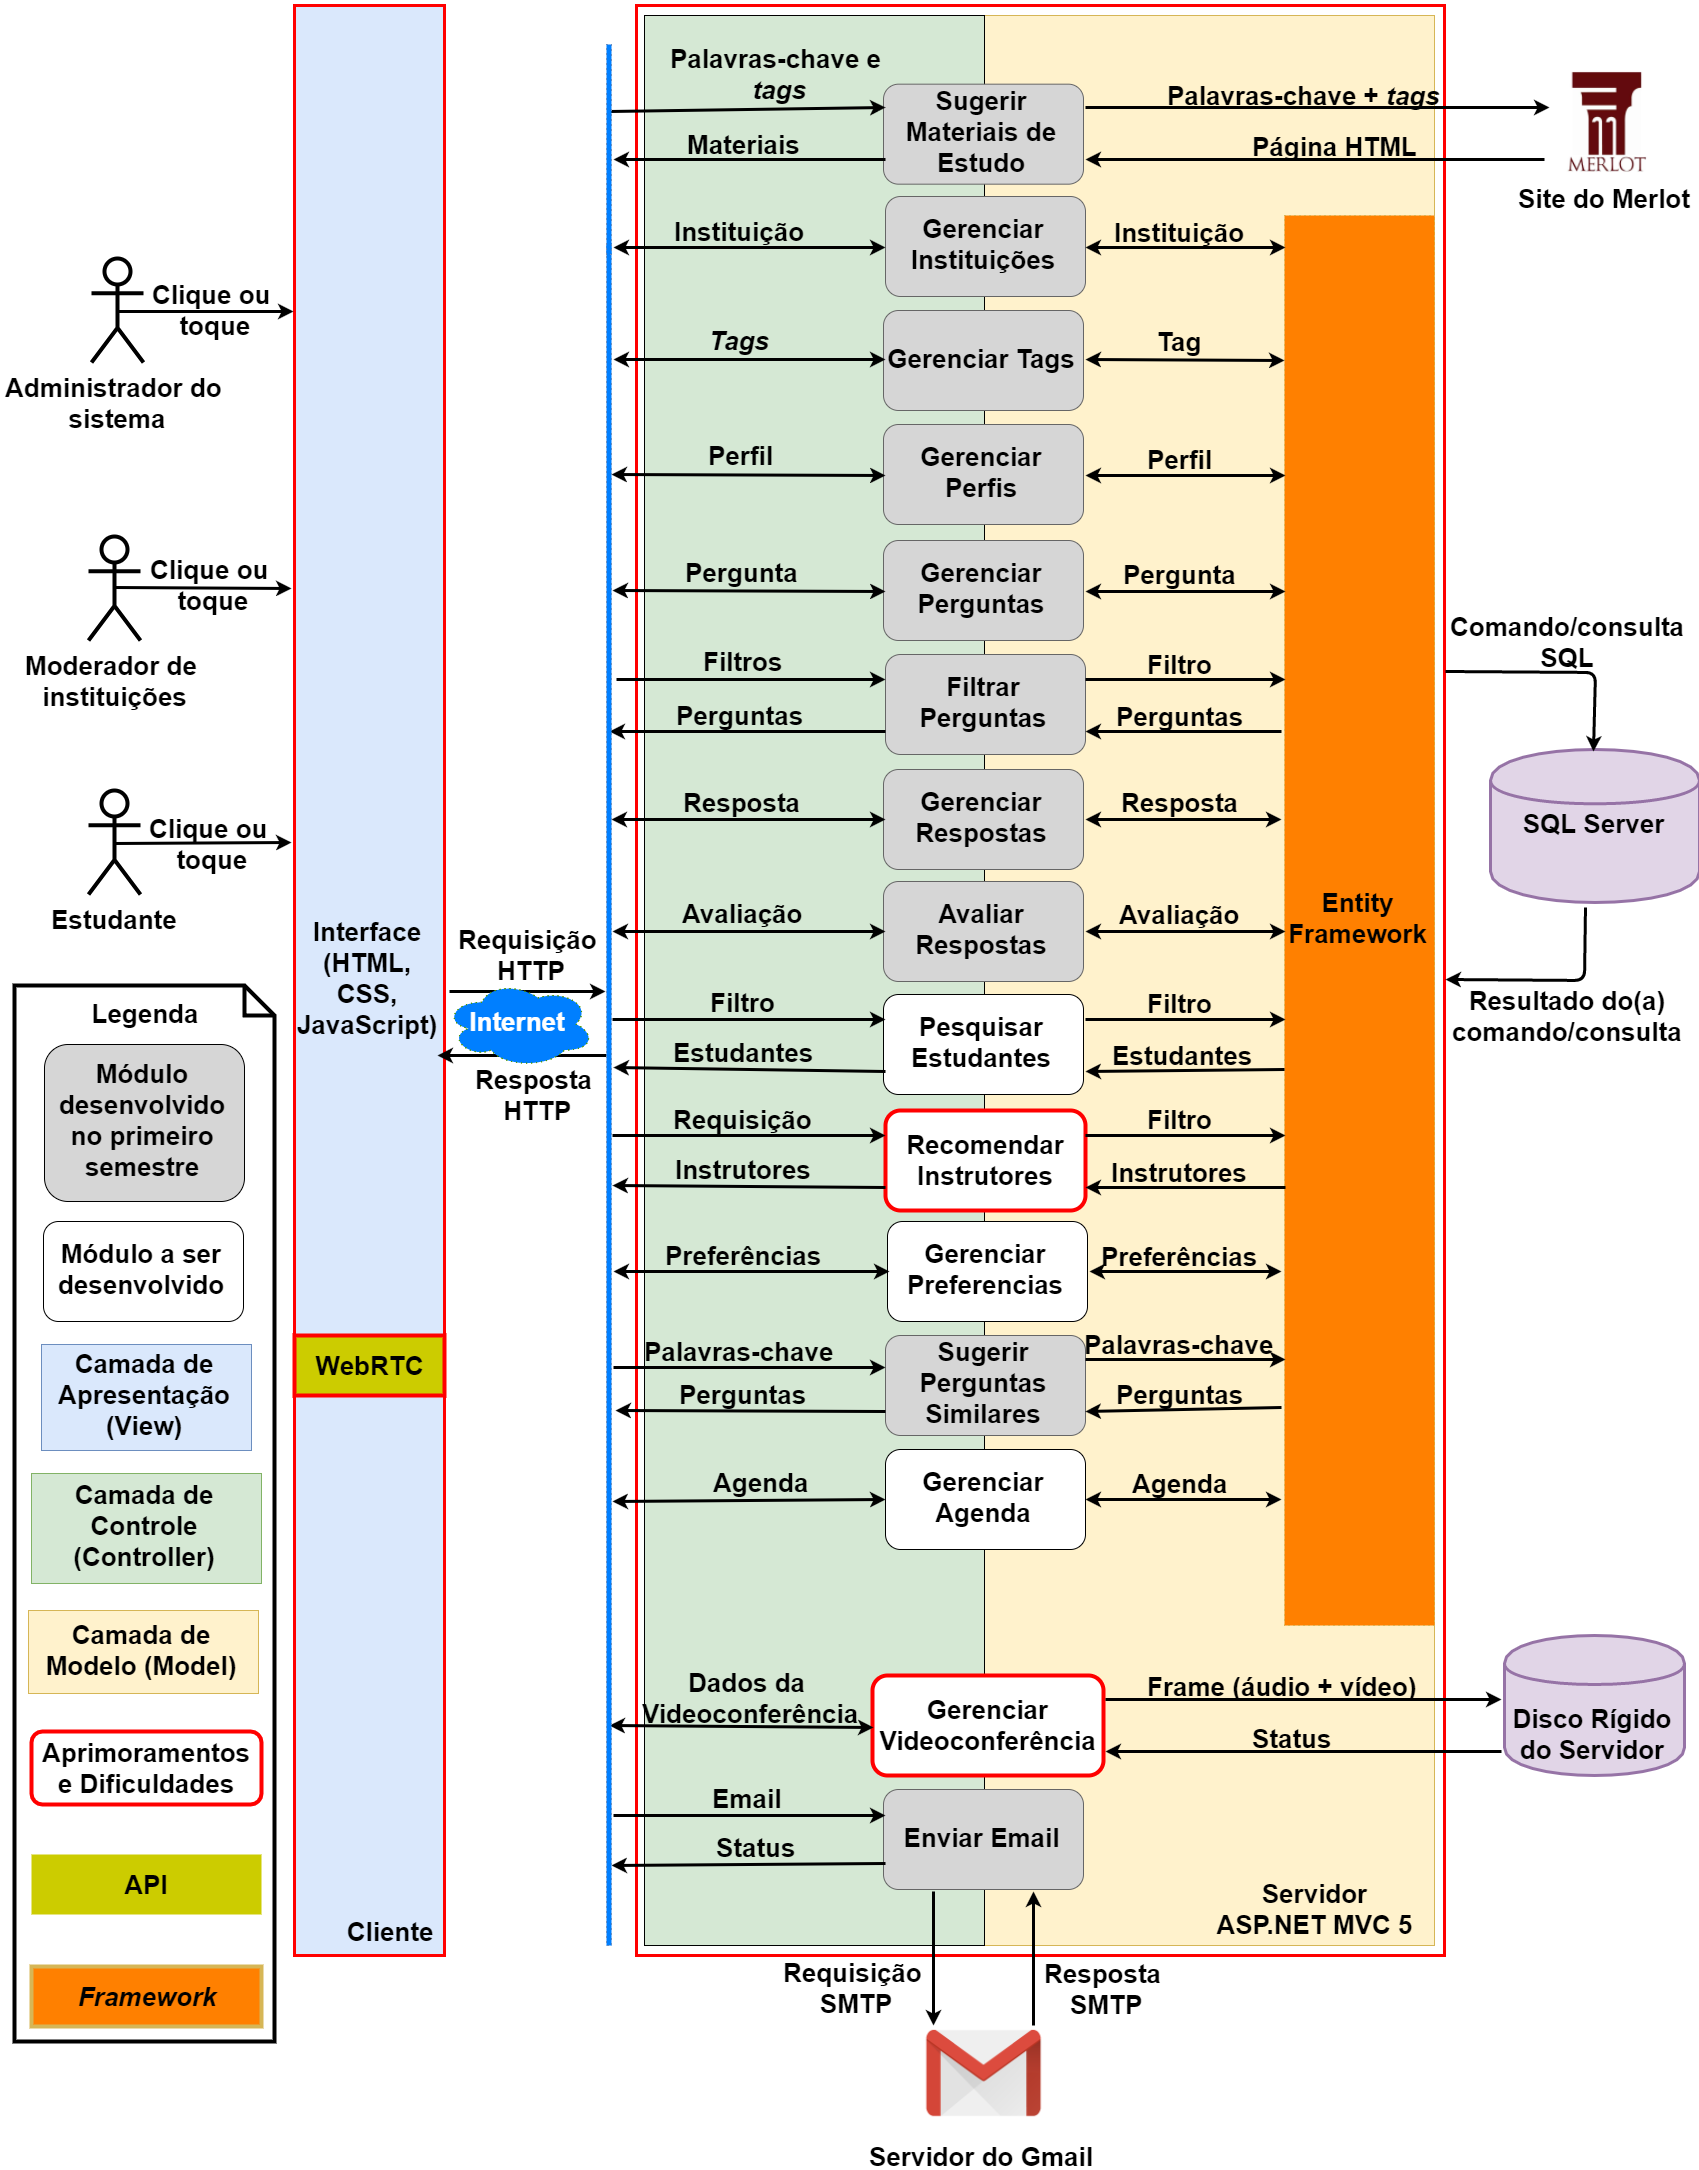 Palavras-chave e
tags
Sugerir
Materiais de
Estudo
Palavras-chave + tags
Materiais
Página HTML
MERLOT
Site do Merlot
Instituição
Gerenciar
Instituições
Instituição
Clique ou
toque
Administrador do
sistema
Tags
Gerenciar Tags
Tag
Perfil
Gerenciar
Perfis
Perfil
Clique ou
toque
Moderador de
instituições
Pergunta
Gerenciar
Perguntas
Pergunta
Filtros
Filtrar
Perguntas
Filtro
Perguntas
Perguntas
Comando/consulta
SQL
SQL Server
Resultado do(a)
comando/consulta
Clique ou
toque
Estudante
Resposta
Gerenciar
Respostas
Resposta
Avaliação
Avaliar
Respostas
Avaliação
Entity
Framework
Interface
(HTML,
CSS,
JavaScript)
Requisição
HTTP
Internet
Resposta
HTTP
Filtro
Pesquisar
Estudantes
Filtro
Estudantes
Estudantes
Requisição
Recomendar
Instrutores
Filtro
Instrutores
Instrutores
Preferências
Gerenciar
Preferencias
Preferências
WebRTC
Palavras-chave
Sugerir
Perguntas
Similares
Palavras-chave
Perguntas
Perguntas
Agenda
Gerenciar
Agenda
Agenda
Dados da
Videoconferência
Gerenciar
Videoconferência
Frame (áudio + vídeo)
Status
Disco Rígido
do Servidor
Email
Enviar Email
Status
Servidor
ASP.NET MVC 5
Cliente
Requisição
SMTP
Resposta
SMTP
Servidor do Gmail
Legenda
Módulo
desenvolvido
no primeiro
semestre
Módulo a ser
desenvolvido
Camada de
Apresentação
(View)
Camada de
Controle
(Controller)
Camada de
Modelo (Model)
Aprimoramentos
e Dificuldades
API
Framework